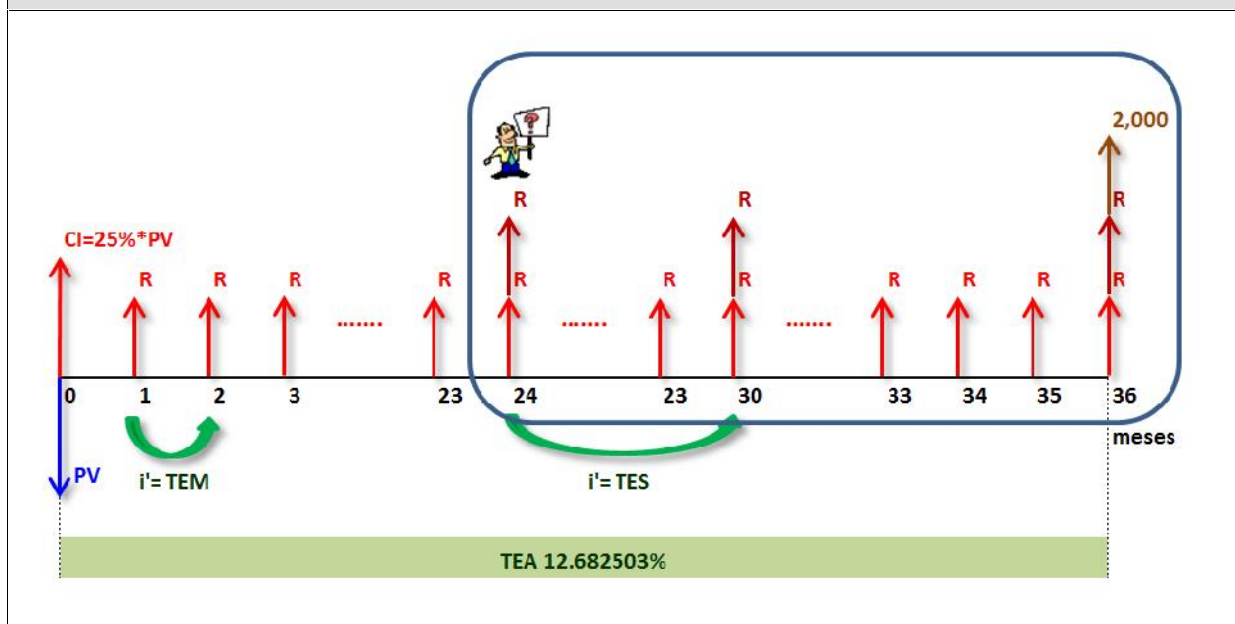 ?
2,000
R R R
CI=25%*PV
R R R R R R R R R R R R
....... ....... .......
0 1 2 3 23 24 23 30 33 34 35 36
meses
PV i'= TEM i'= TES
TEA 12.682503%